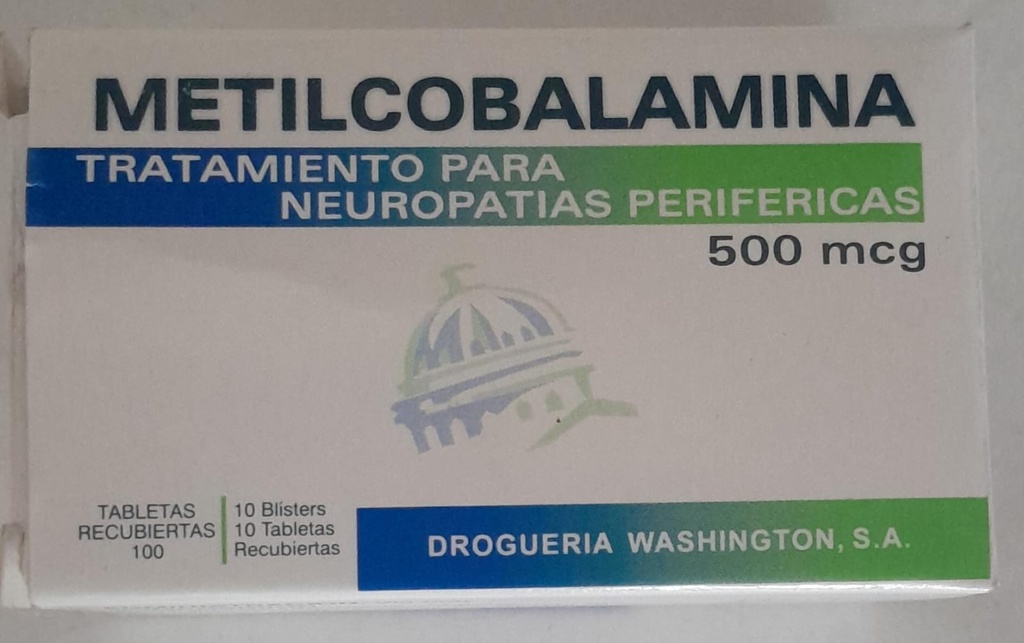 METILCOBALAMINA
TRATAMIENTO PARA
NEUROPATIAS PERIFERICAS
500 mcg
TABLETAS
RECUBIERTAS
100
10 Blísters
10 Tabletas
Recubiertas
DROGUERIA WASHINGTON, S.A.